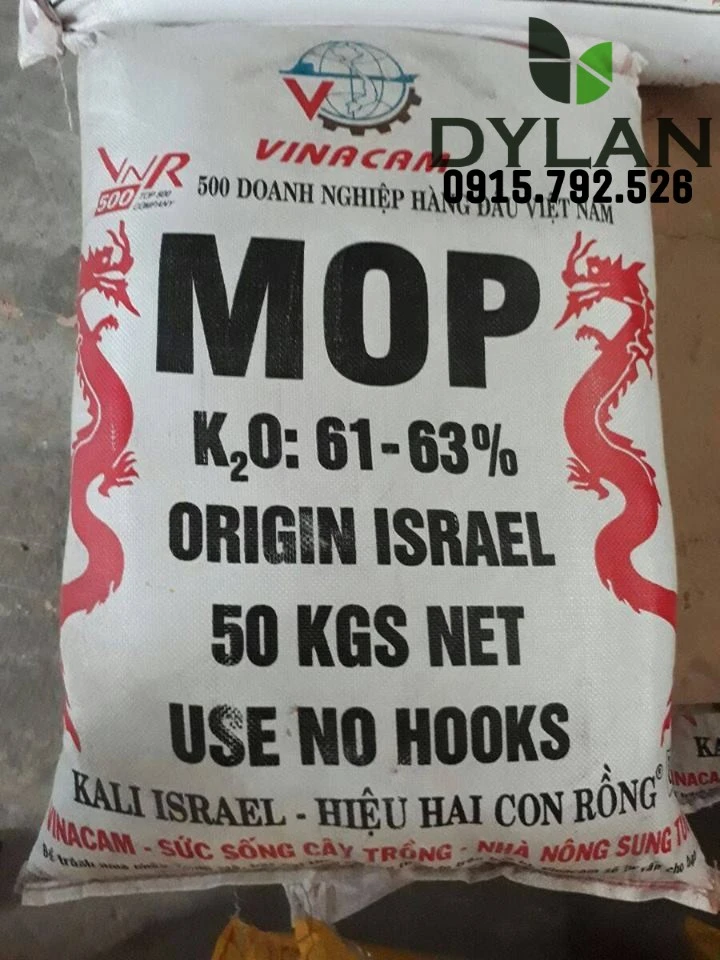 DYLAN
0915.792.526
VINACAM
VNR
500 TOP 500
COMPANY
500 DOANH NGHIỆP HÀNG ĐẦU VIỆT NAM
MOP
K₂O: 61-63%
ORIGIN ISRAEL
50 KGS NET
USE NO HOOKS
KALI ISRAEL - HIỆU HAI CON RỒNG®
VINACAM - SỨC SỐNG CÂY TRỒNG - NHÀ NÔNG SUNG
KA
INACA